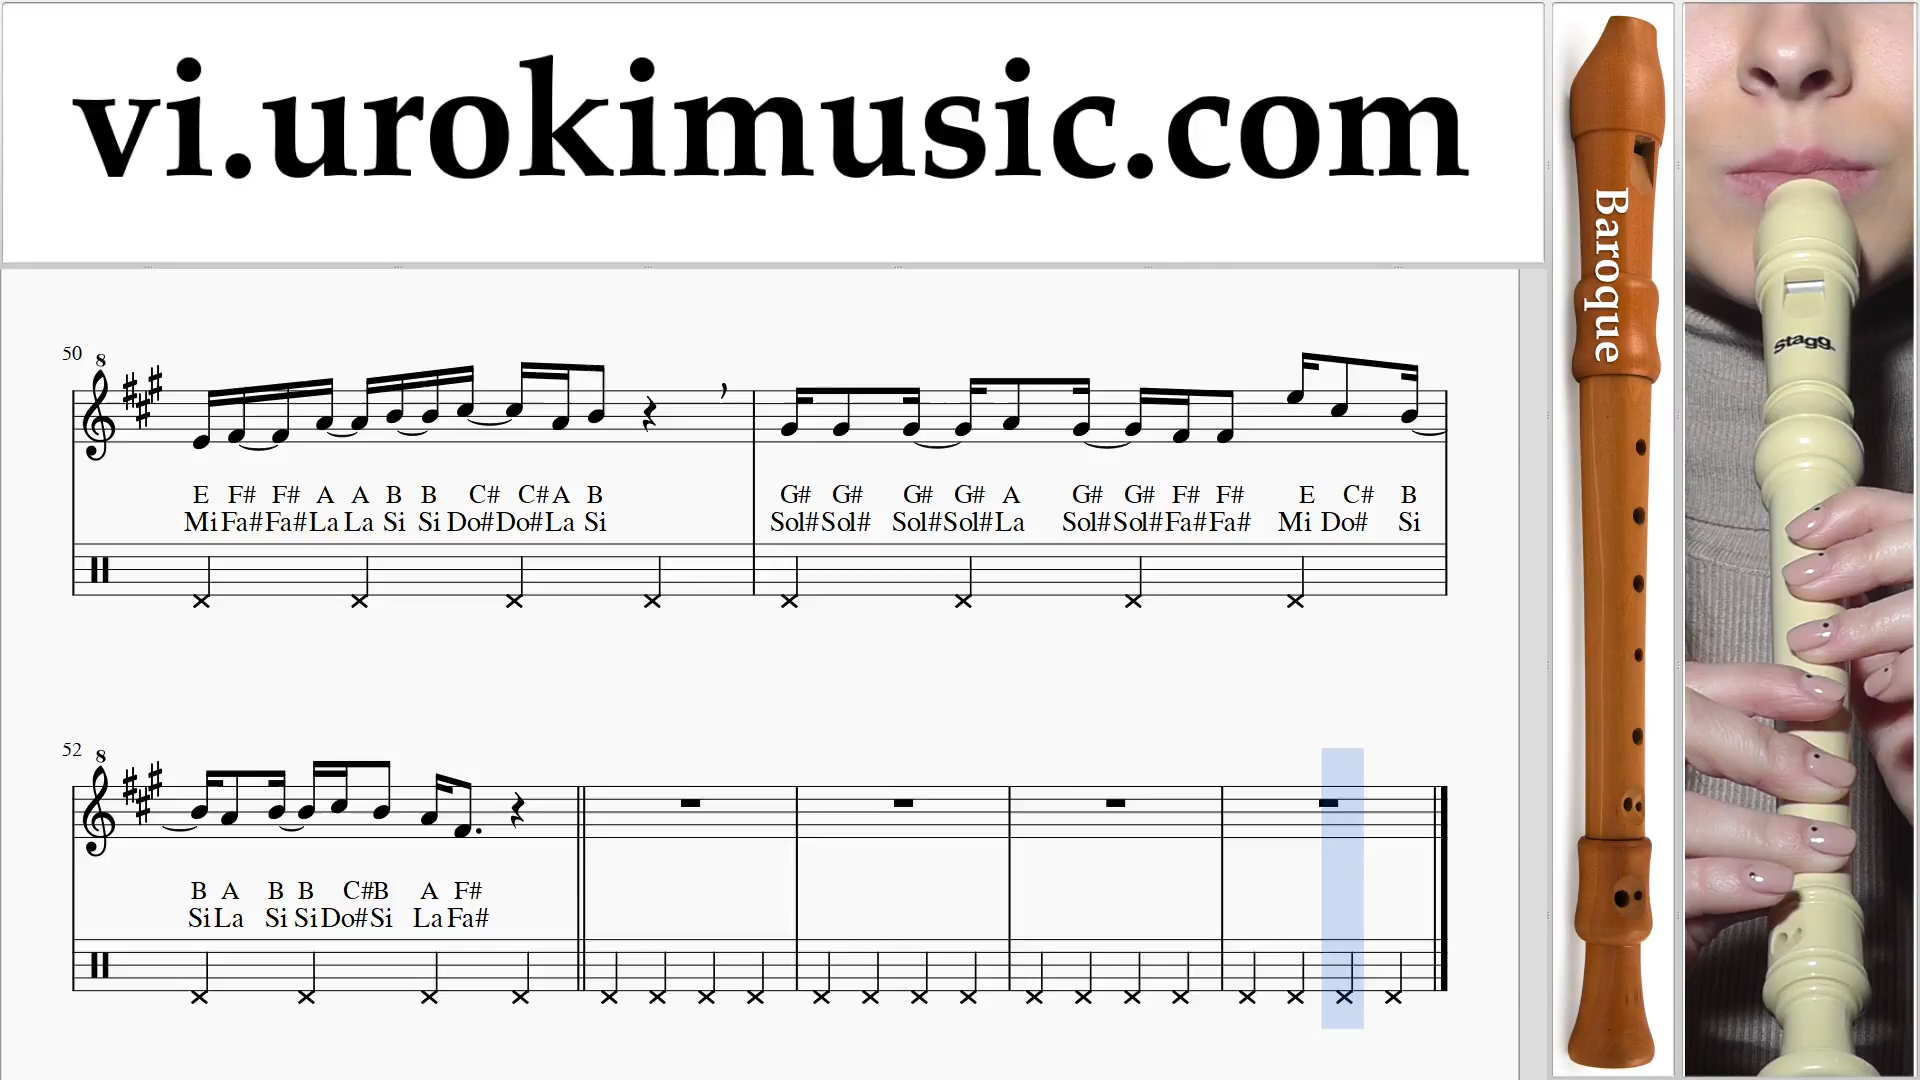 vi.urokimusic.com
Baroque
Stagg
50
8
E F# F# A A B B C# C# A B G# G# G# G# A G# G# F# F# E C# B
Mi Fa# Fa# La La Si Si Do# Do# La Si Sol# Sol# Sol# Sol# La Sol# Sol# Fa# Fa# Mi Do# Si
52
8
B A B B C# B A F#
Si La Si Si Do# Si La Fa#